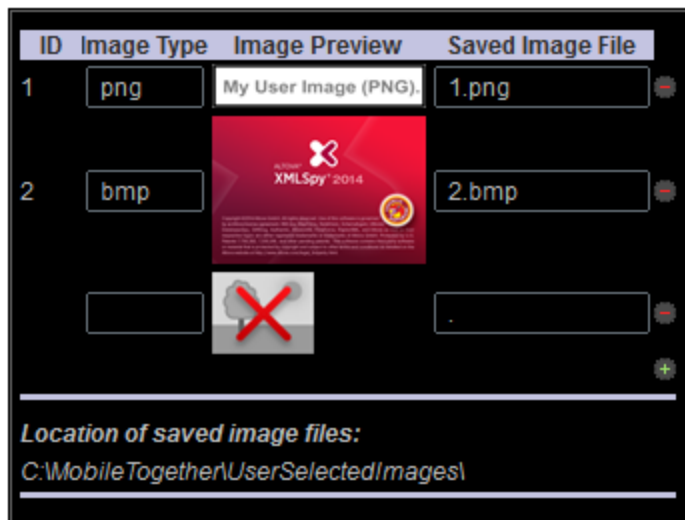 ID Image Type Image Preview Saved Image File
1 png My User Image (PNG). 1.png
ALTOVA®
XMLSpy® 2014
2 bmp 2.bmp
.
Location of saved image files:
C:\MobileTogether\UserSelectedImages\